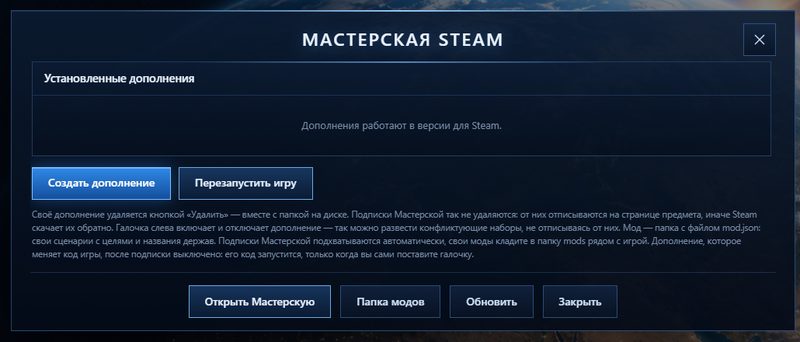 МАСТЕРСКАЯ STEAM
Установленные дополнения
Дополнения работают в версии для Steam.
Создать дополнение
Перезапустить игру
Своё дополнение удаляется кнопкой «Удалить» — вместе с папкой на диске. Подписки Мастерской так не удаляются: от них отписываются на странице предмета, иначе Steam
скачает их обратно. Галочка слева включает и отключает дополнение — так можно развести конфликтующие наборы, не отписываясь от них. Мод — папка с файлом mod.json:
свои сценарии с целями и названия держав. Подписки Мастерской подхватываются автоматически, свои моды кладите в папку mods рядом с игрой. Дополнение, которое
меняет код игры, после подписки выключено: его код запустится, только когда вы сами поставите галочку.
Открыть Мастерскую
Папка модов
Обновить
Закрыть